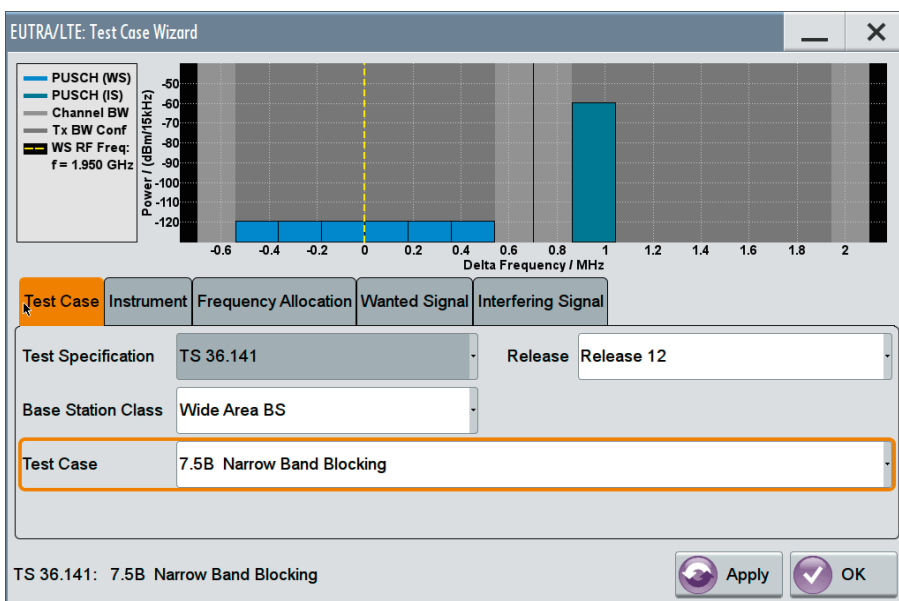 EUTRA/LTE: Test Case Wizard
PUSCH (WS)
PUSCH (IS)
Channel BW
Tx BW Conf
WS RF Freq:
f = 1.950 GHz
Power / (dBm/15kHz)
-50
-60
-70
-80
-90
-100
-110
-120
-0.6 -0.4 -0.2 0 0.2 0.4 0.6 0.8 1 1.2 1.4 1.6 1.8 2
Delta Frequency / MHz
Test Case Instrument Frequency Allocation Wanted Signal Interfering Signal
Test Specification TS 36.141 Release Release 12
Base Station Class Wide Area BS
Test Case 7.5B Narrow Band Blocking
TS 36.141: 7.5B Narrow Band Blocking Apply OK